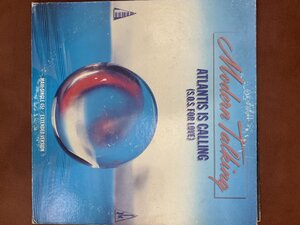 Modern Talking
ATLANTIS IS CALLING
(S.O.S. FOR LOVE)